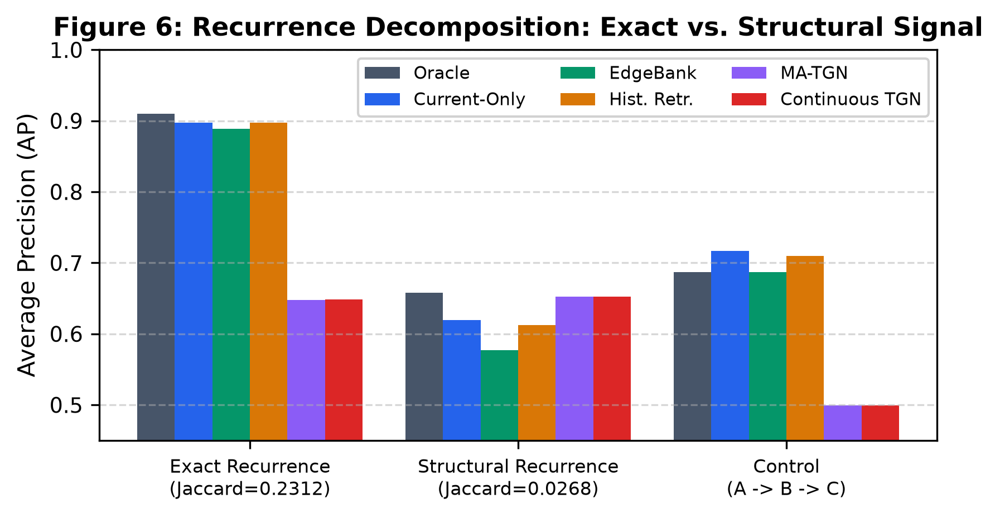 Figure 6: Recurrence Decomposition: Exact vs. Structural Signal
Oracle
Current-Only
EdgeBank
Hist. Retr.
MA-TGN
Continuous TGN
Average Precision (AP)
1.0
0.9
0.8
0.7
0.6
0.5
Exact Recurrence
(Jaccard=0.2312)
Structural Recurrence
(Jaccard=0.0268)
Control
(A -> B -> C)